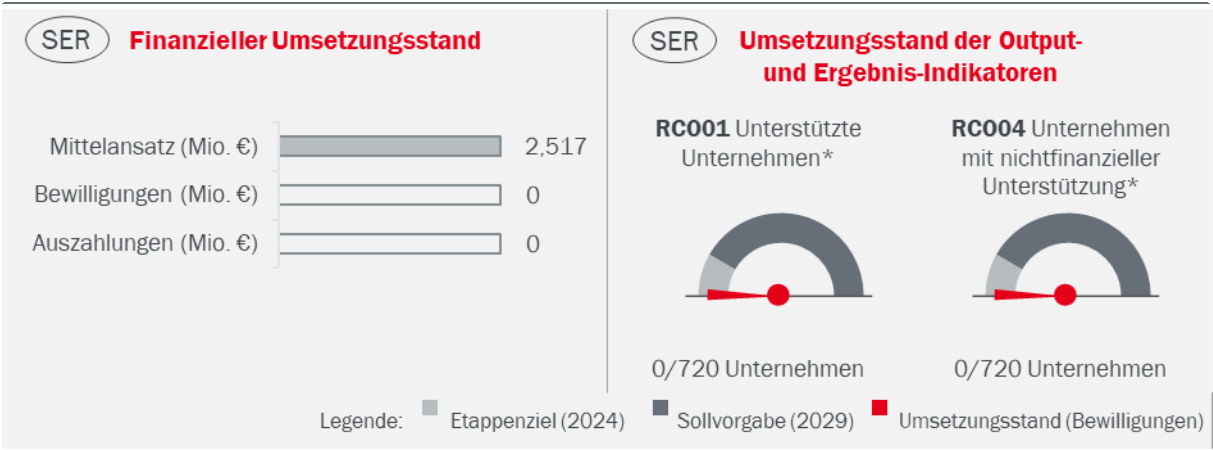 SER Finanzieller Umsetzungsstand
Mittelansatz (Mio. €) 2,517
Bewilligungen (Mio. €) 0
Auszahlungen (Mio. €) 0
SER Umsetzungsstand der Output-
und Ergebnis-Indikatoren
RCO01 Unterstützte
Unternehmen*
0/720 Unternehmen
RCO04 Unternehmen
mit nichtfinanzieller
Unterstützung*
0/720 Unternehmen
Legende: Etappenziel (2024) Sollvorgabe (2029) Umsetzungsstand (Bewilligungen)